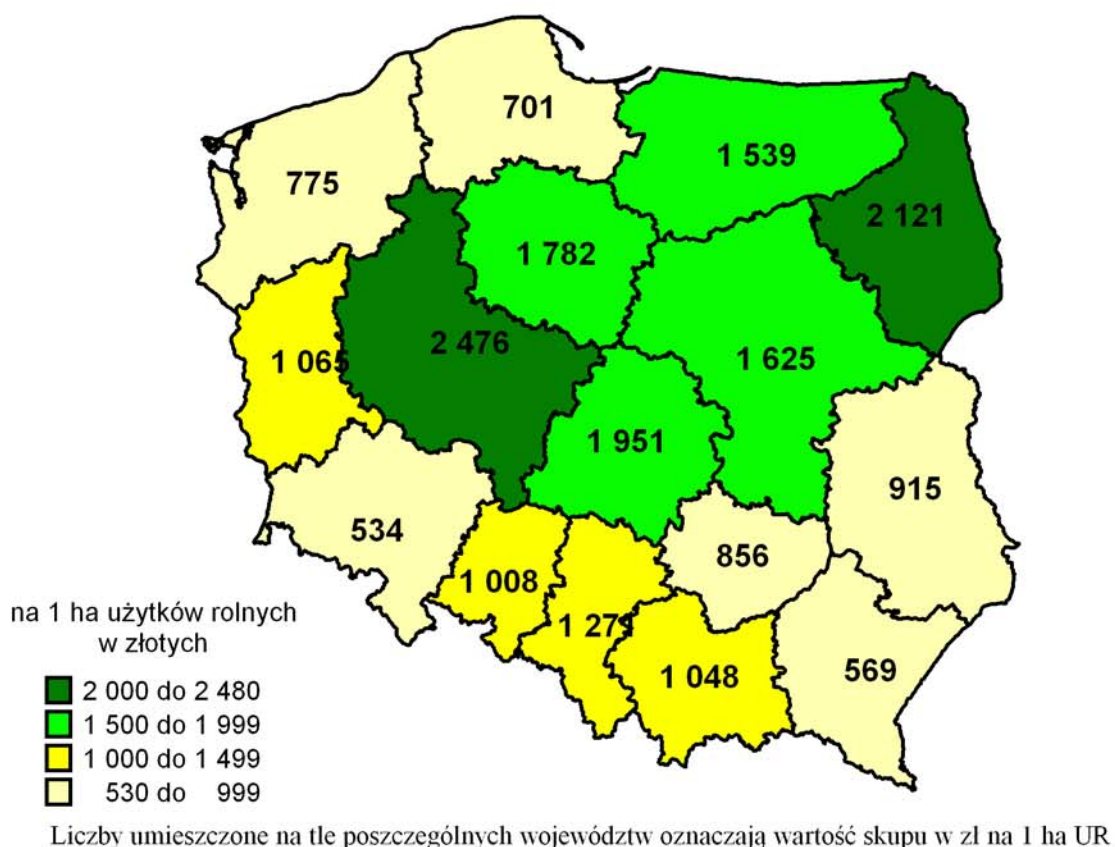 701
1 539
775
2 121
1 782
2 476
1 065
1 625
1 951
915
534
856
1 008
1 048
569
na 1 ha użytków rolnych
w złotych
2 000 do 2 480
1 500 do 1 999
1 000 do 1 499
530 do 999
Liczby umieszczone na tle poszczególnych województw oznaczają wartość skupu w zł na 1 ha UR